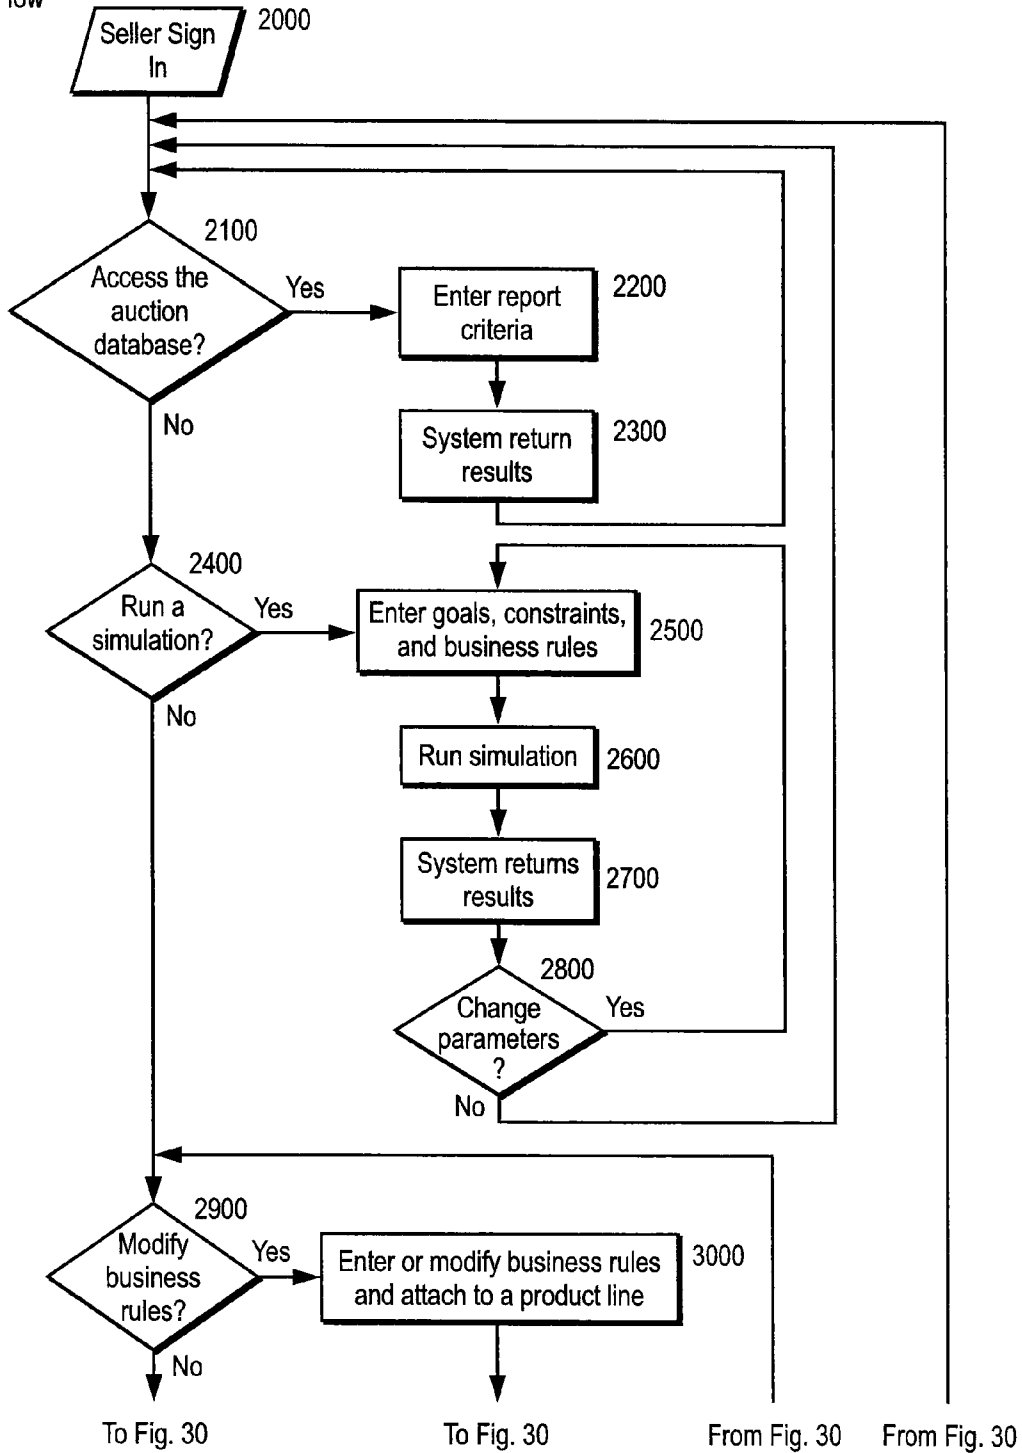 low
Seller Sign
In
2000
2100
Access the
auction
database?
Yes
No
Enter report
criteria
2200
System return
results
2300
2400
Run a
simulation?
Yes
No
Enter goals, constraints,
and business rules
2500
Run simulation
2600
System returns
results
2700
2800
Change
parameters
?
Yes
No
2900
Modify
business
rules?
Yes
No
Enter or modify business rules
and attach to a product line
3000
To Fig. 30
To Fig. 30
From Fig. 30
From Fig. 30